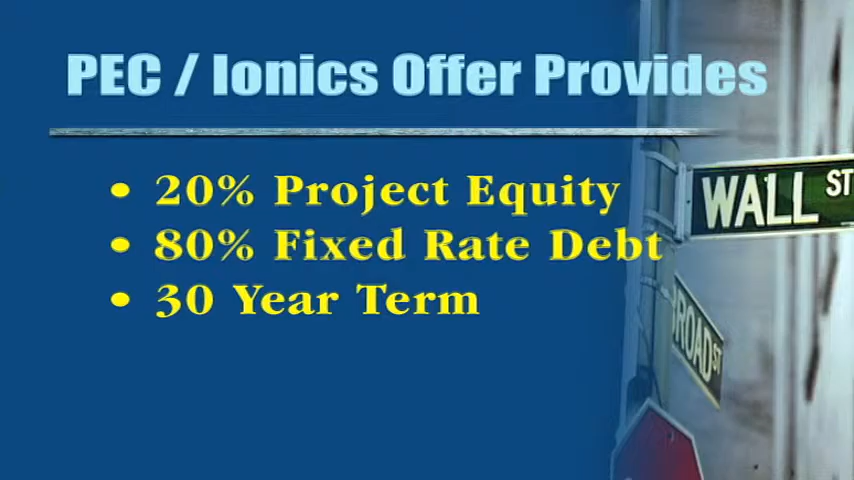 PEC / Ionics Offer Provides
• 20% Project Equity
• 80% Fixed Rate Debt
• 30 Year Term
WALL ST
BROAD ST